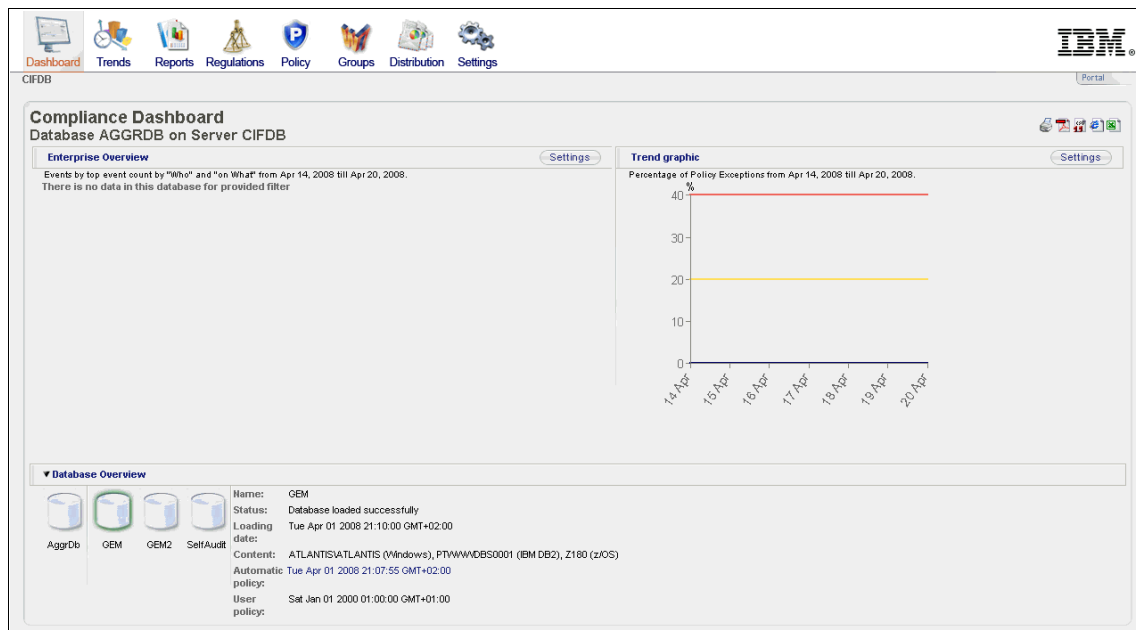 Dashboard Trends Reports Regulations Policy Groups Distribution Settings
IBM®
CIFDB
Portal
Compliance Dashboard
Database AGGRDB on Server CIFDB
Enterprise Overview
Settings
Events by top event count by "Who" and "on What" from Apr 14, 2008 till Apr 20, 2008.
There is no data in this database for provided filter
Trend graphic
Settings
Percentage of Policy Exceptions from Apr 14, 2008 till Apr 20, 2008.
%
40
30
20
10
0
14 Apr 15 Apr 16 Apr 17 Apr 18 Apr 19 Apr 20 Apr
Database Overview
AggrDb GEM GEM2 SelfAudit
Name: GEM
Status: Database loaded successfully
Loading date: Tue Apr 01 2008 21:10:00 GMT+02:00
Content: ATLANTIS\ATLANTIS (Windows), PTWWWDBS0001 (IBM DB2), Z180 (z/OS)
Automatic policy: Tue Apr 01 2008 21:07:55 GMT+02:00
User policy: Sat Jan 01 2000 01:00:00 GMT+01:00